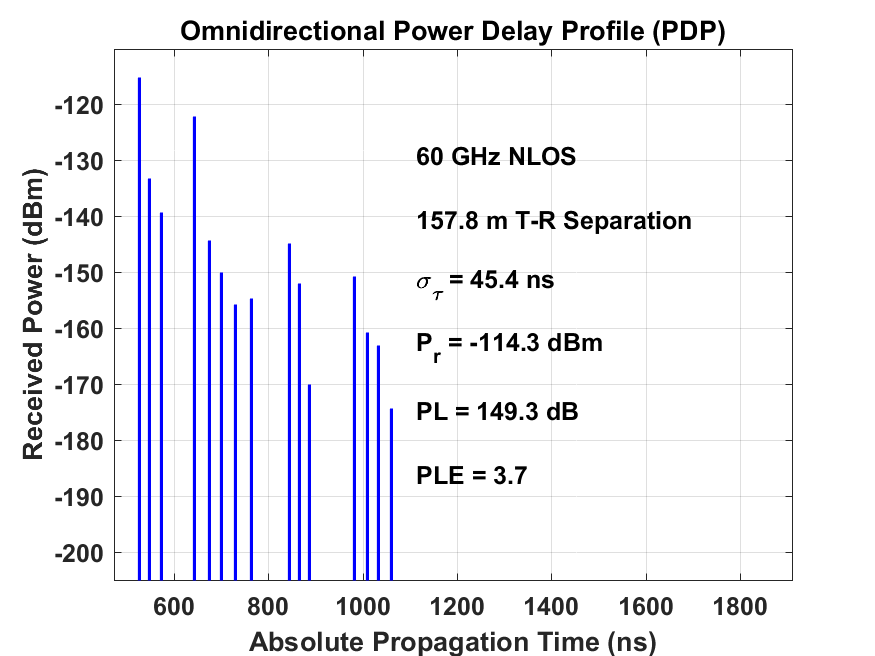 Omnidirectional Power Delay Profile (PDP)
Received Power (dBm)
-120
-130
-140
-150
-160
-170
-180
-190
-200
60 GHz NLOS
157.8 m T-R Separation
σ_τ = 45.4 ns
P_r = -114.3 dBm
PL = 149.3 dB
PLE = 3.7
600 800 1000 1200 1400 1600 1800
Absolute Propagation Time (ns)